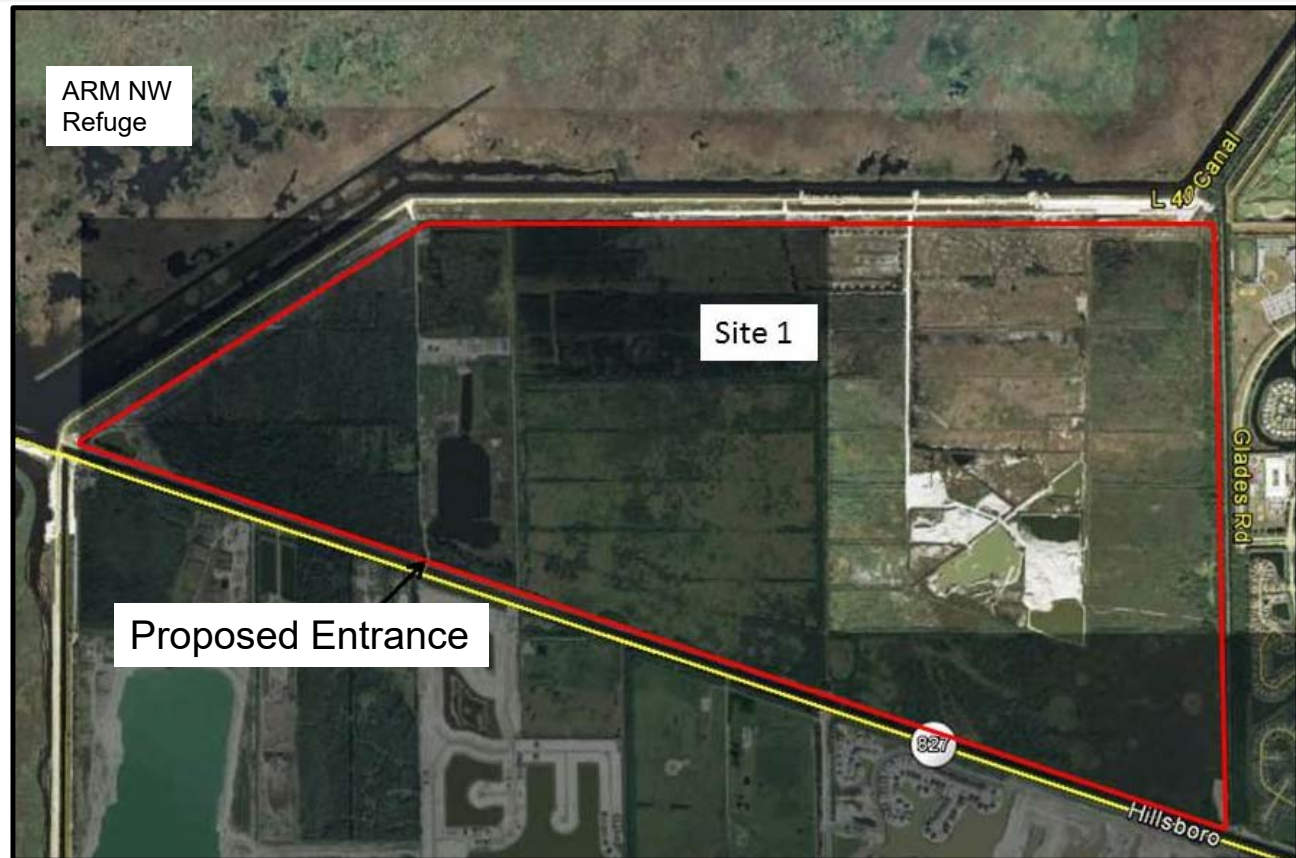 ARM NW
Refuge
L 40 Canal
Site 1
Glades Rd
Proposed Entrance
827
Hillsboro